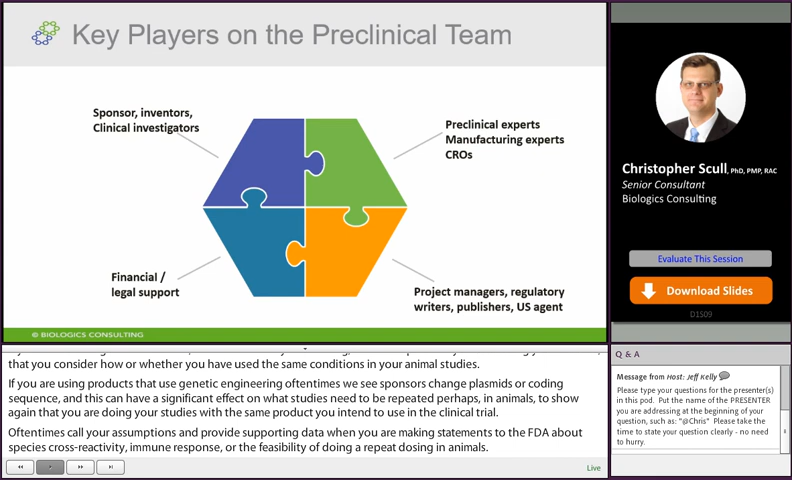 Key Players on the Preclinical Team
Sponsor, inventors,
Clinical investigators
Preclinical experts
Manufacturing experts
CROs
Financial /
legal support
Project managers, regulatory
writers, publishers, US agent
© BIOLOGICS CONSULTING
Christopher Scull, PhD, PMP, RAC
Senior Consultant
Biologics Consulting
Evaluate This Session
Download Slides
D1S09
that you consider how or whether you have used the same conditions in your animal studies.
If you are using products that use genetic engineering oftentimes we see sponsors change plasmids or coding
sequence, and this can have a significant effect on what studies need to be repeated perhaps, in animals, to show
again that you are doing your studies with the same product you intend to use in the clinical trial.
Oftentimes call your assumptions and provide supporting data when you are making statements to the FDA about
species cross-reactivity, immune response, or the feasibility of doing a repeat dosing in animals.
Live
Q & A
Message from Host: Jeff Kelly
Please type your questions for the presenter(s)
in this pod. Put the name of the PRESENTER
you are addressing at the beginning of your
question, such as: "@Chris" Please take the
time to state your question clearly - no need
to hurry.